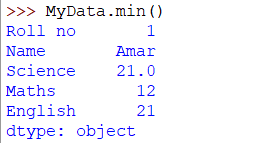 >>> MyData.min()
Roll no 1
Name Amar
Science 21.0
Maths 12
English 21
dtype: object